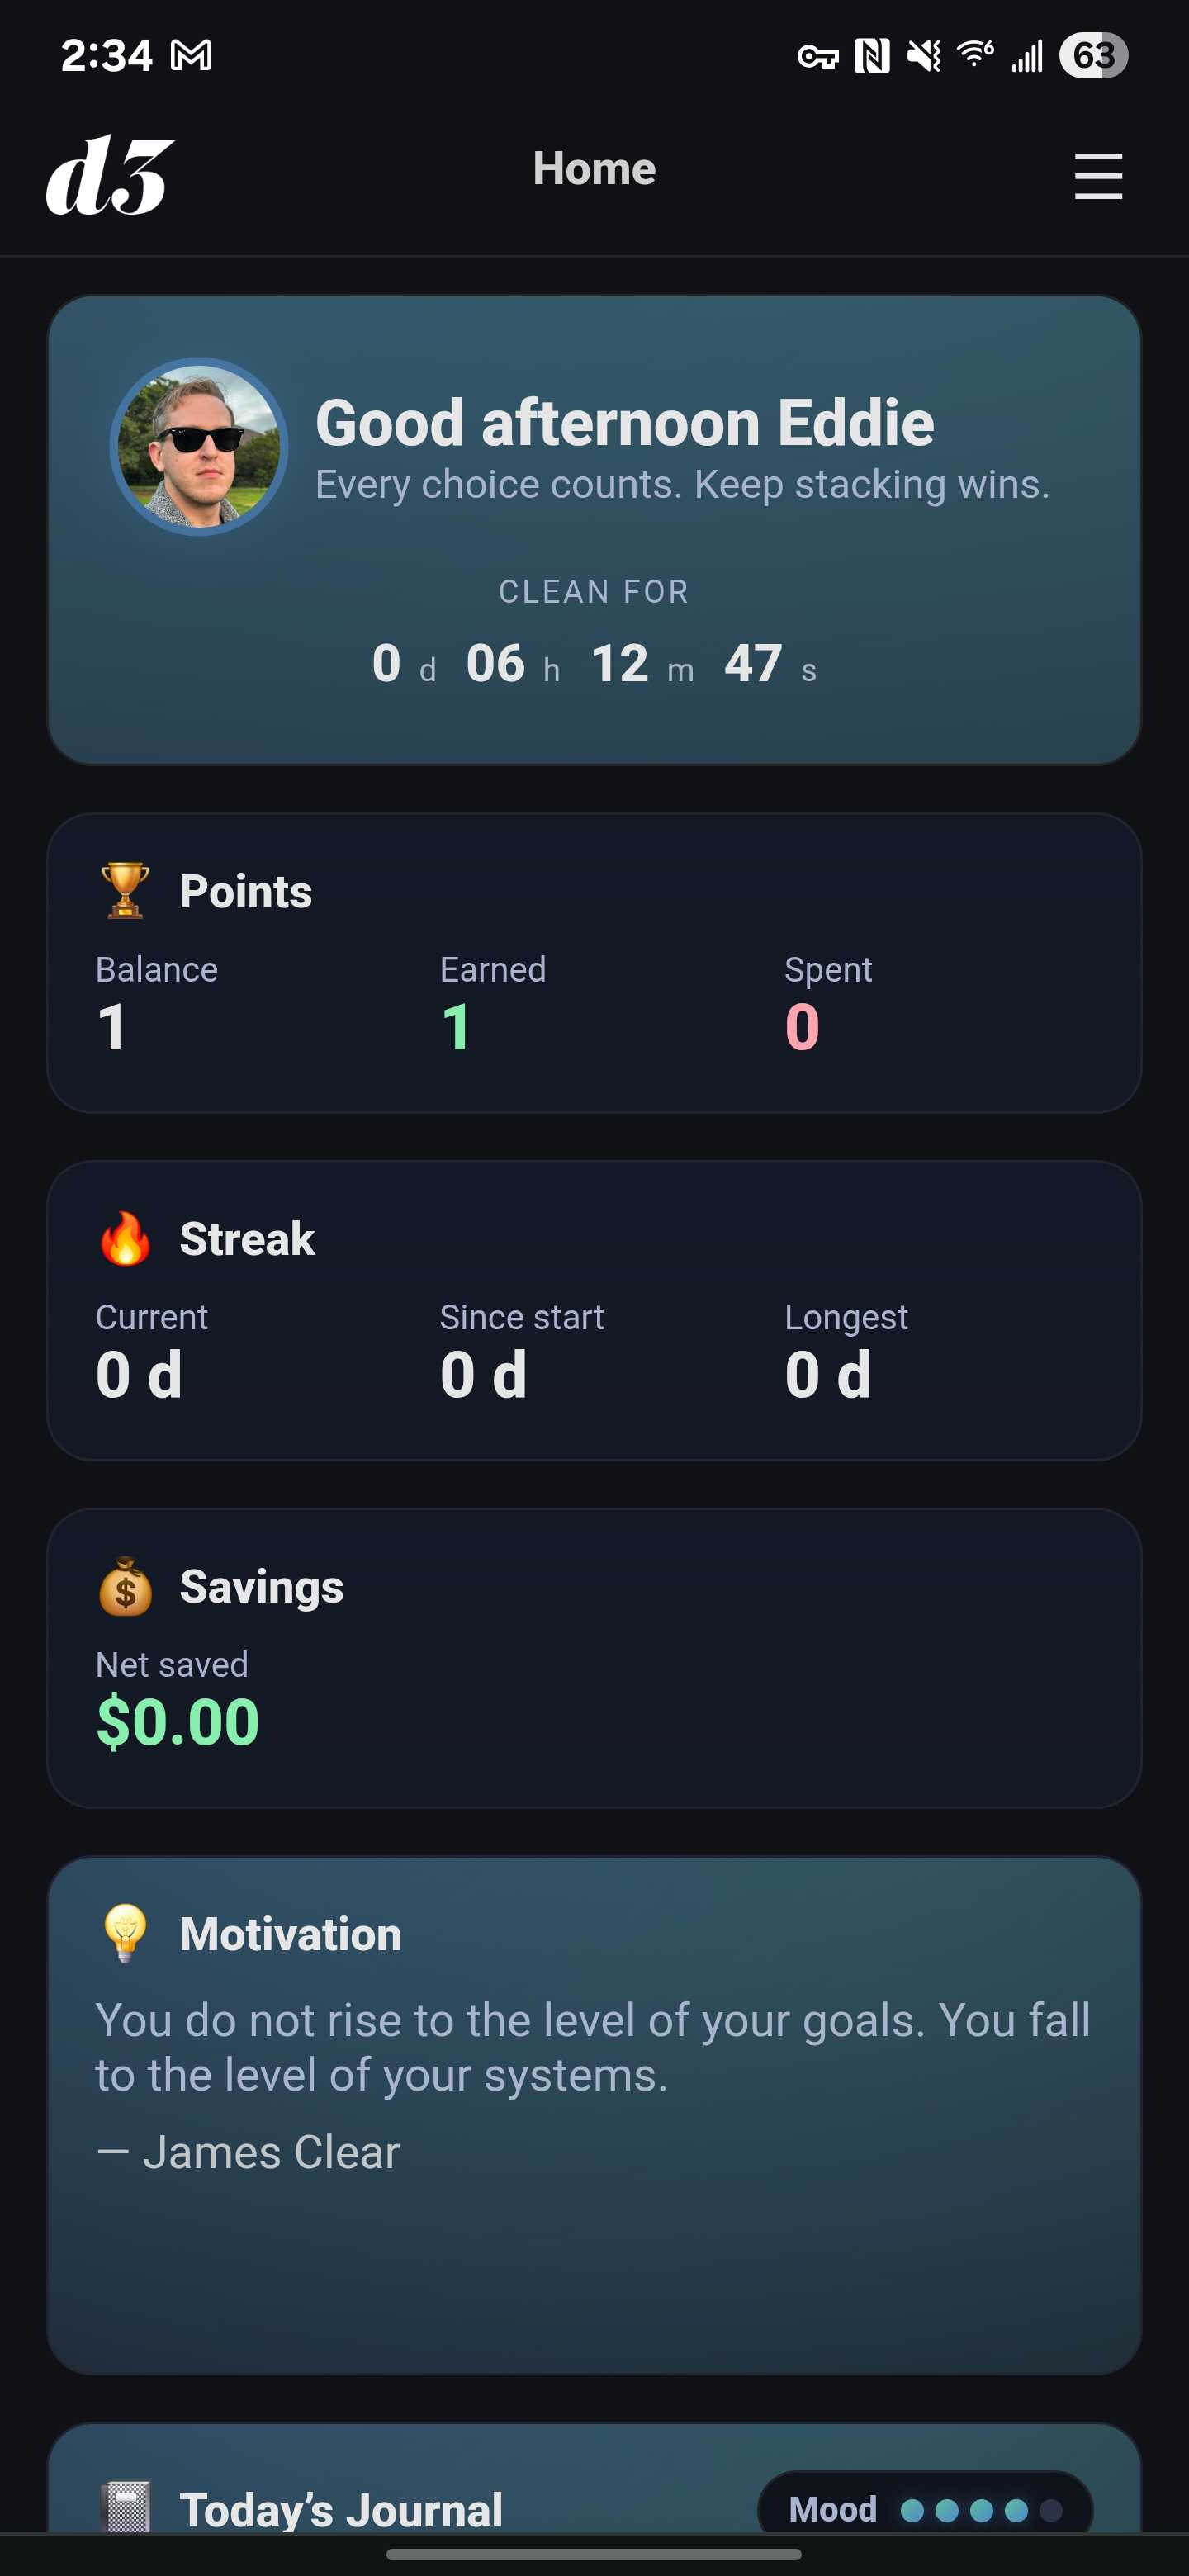 2:34
6
63
d3
Home
Good afternoon Eddie
Every choice counts. Keep stacking wins.
CLEAN FOR
0 d 06 h 12 m 47 s
Points
Balance Earned Spent
1 1 0
Streak
Current Since start Longest
0 d 0 d 0 d
$
Savings
Net saved
$0.00
Motivation
You do not rise to the level of your goals. You fall
to the level of your systems.
— James Clear
Today’s Journal
Mood